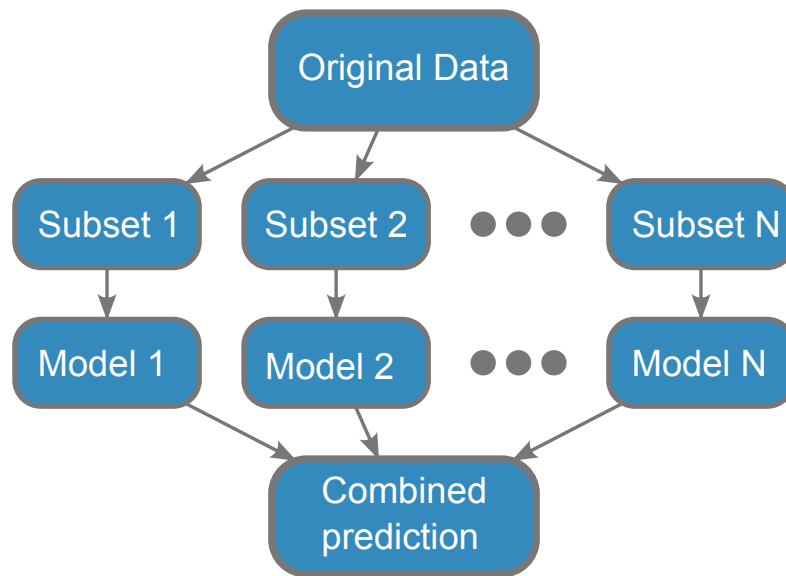 Original Data
Subset 1
Subset 2
Subset N
Model 1
Model 2
Model N
Combined
prediction